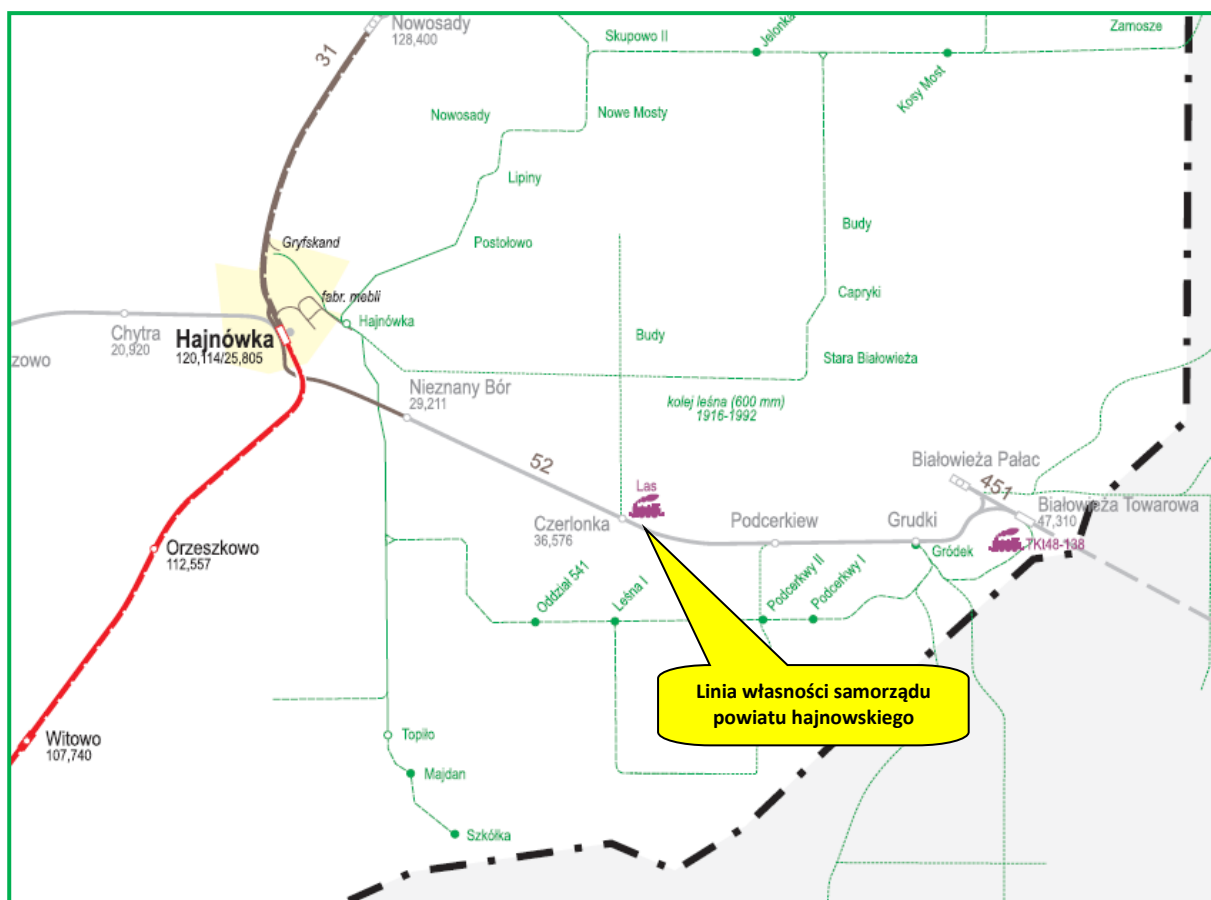 Nowosady
128,400
31
Skupowo II
Jelonka
Zamosze
Kosy Most
Nowosady
Nowe Mosty
Lipiny
Budy
Postołowo
Gryfskand
Capryki
fabr. mebli
Hajnówka
Chytra
20,920
Hajnówka
120,114/25,805
zowo
Budy
Stara Białowieża
Nieznany Bór
29,211
kolej leśna (600 mm)
1916-1992
52
Las
Białowieża Pałac
451
Białowieża Towarowa
47,310
Czerlonka
36,576
Podcerkiew
Grudki
TKt48-138
Gródek
Orzeszkowo
112,557
Oddział 541
Leśna I
Podcerkwy II
Podcerkwy I
Linia własności samorządu
powiatu hajnowskiego
Topiło
Witowo
107,740
Majdan
Szkółka